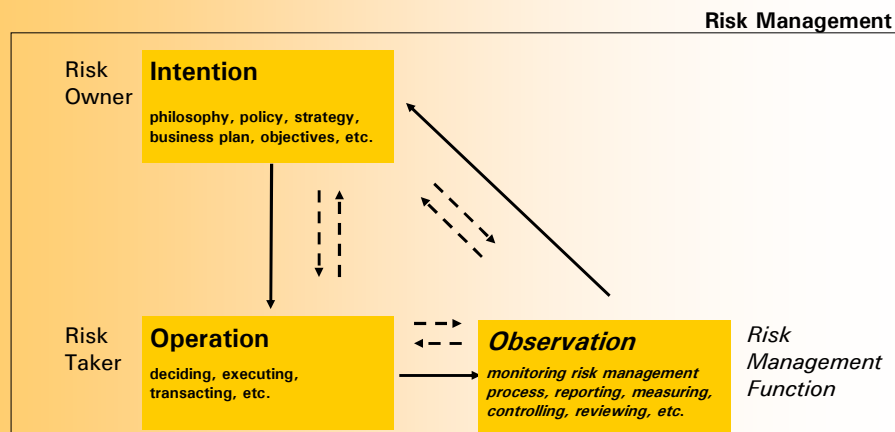 Risk Management
Risk
Owner
Intention
philosophy, policy, strategy,
business plan, objectives, etc.
Risk
Taker
Operation
deciding, executing,
transacting, etc.
Observation
monitoring risk management
process, reporting, measuring,
controlling, reviewing, etc.
Risk
Management
Function